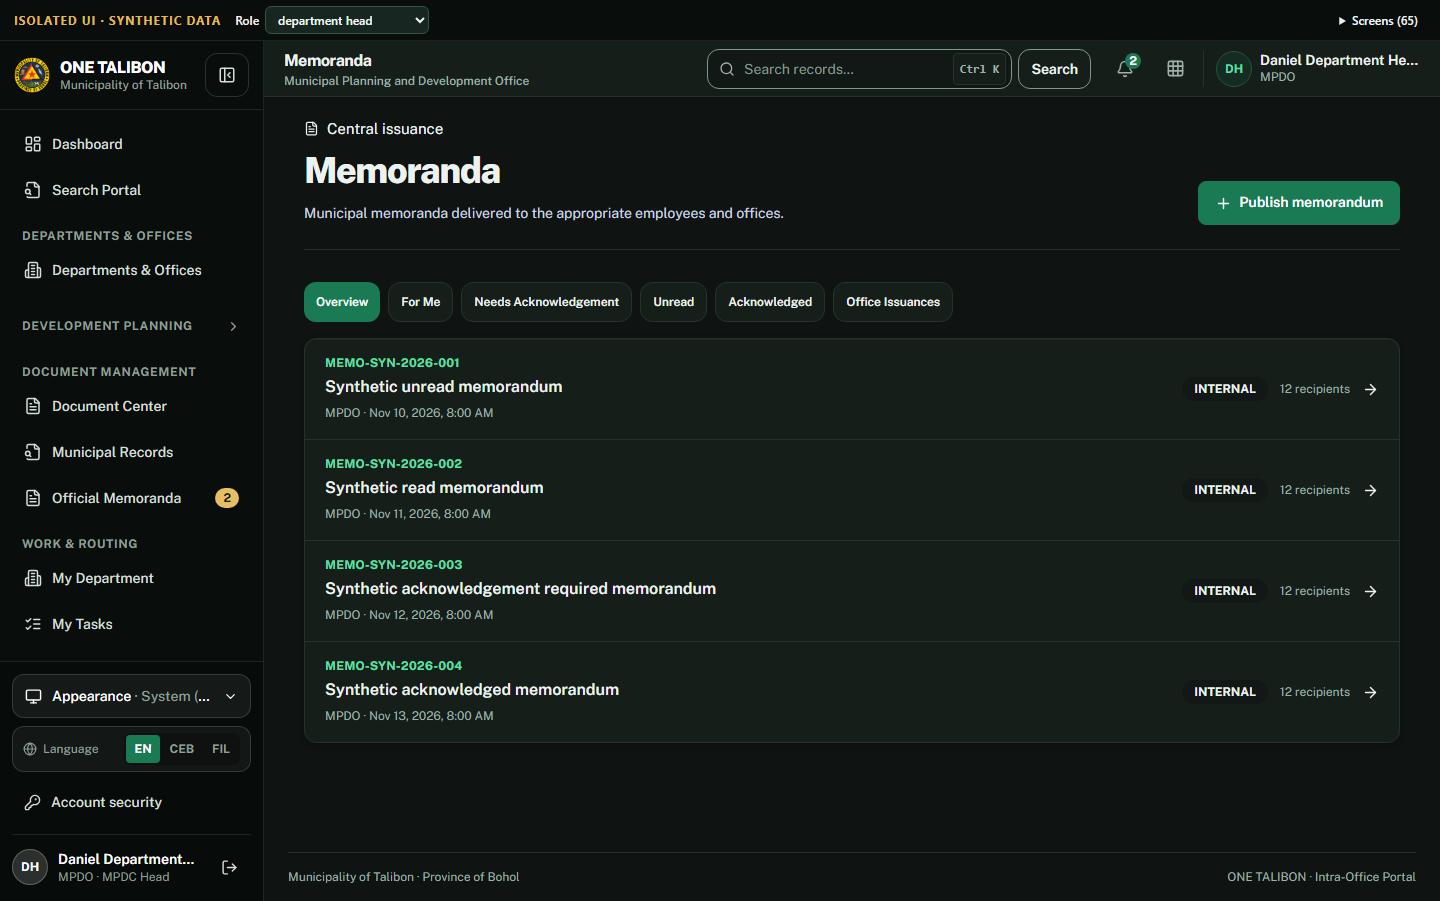 ISOLATED UI · SYNTHETIC DATA
Role
department head
Screens (65)
ONE TALIBON
Municipality of Talibon
Memoranda
Municipal Planning and Development Office
Search records...
Ctrl K
Search
2
DH
Daniel Department He...
MPDO
Dashboard
Search Portal
DEPARTMENTS & OFFICES
Departments & Offices
DEVELOPMENT PLANNING
DOCUMENT MANAGEMENT
Document Center
Municipal Records
Official Memoranda
2
WORK & ROUTING
My Department
My Tasks
Appearance · System (...
Language
EN
CEB
FIL
Account security
DH
Daniel Department...
MPDO · MPDC Head
Central issuance
Memoranda
Municipal memoranda delivered to the appropriate employees and offices.
Publish memorandum
Overview
For Me
Needs Acknowledgement
Unread
Acknowledged
Office Issuances
MEMO-SYN-2026-001
Synthetic unread memorandum
MPDO · Nov 10, 2026, 8:00 AM
INTERNAL
12 recipients
MEMO-SYN-2026-002
Synthetic read memorandum
MPDO · Nov 11, 2026, 8:00 AM
INTERNAL
12 recipients
MEMO-SYN-2026-003
Synthetic acknowledgement required memorandum
MPDO · Nov 12, 2026, 8:00 AM
INTERNAL
12 recipients
MEMO-SYN-2026-004
Synthetic acknowledged memorandum
MPDO · Nov 13, 2026, 8:00 AM
INTERNAL
12 recipients
Municipality of Talibon · Province of Bohol
ONE TALIBON · Intra-Office Portal